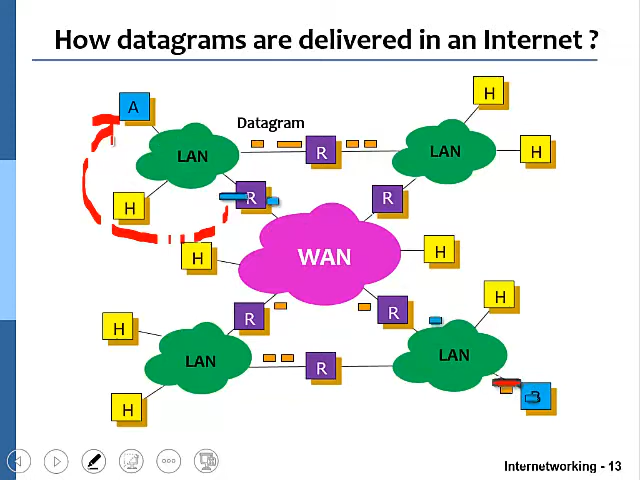 How datagrams are delivered in an Internet ?
H
A
Datagram
LAN
R
LAN
H
H
R
R
H
WAN
H
H
R
R
H
H
LAN
R
LAN
B
H
Internetworking - 13